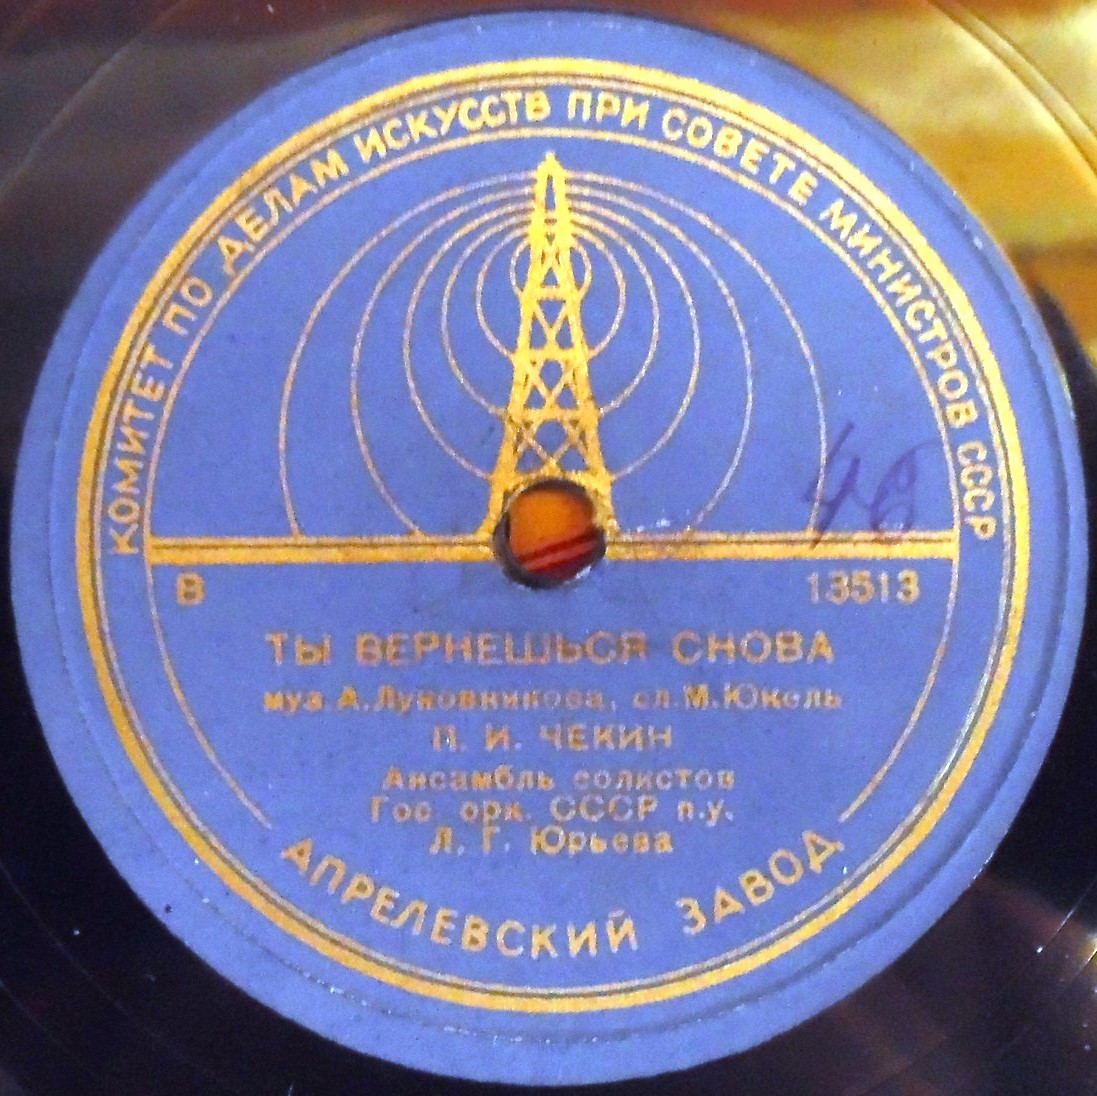 КОМИТЕТ ПО ДЕЛАМ ИСКУССТВ ПРИ СОВЕТЕ МИНИСТРОВ СССР
48
В 13513
ТЫ ВЕРНЕШЬСЯ СНОВА
муз. А. Луковникова, сл. М. Юкель
П. И. ЧЕКИН
Ансамбль солистов
Гос. орк. СССР п.у.
Л. Г. Юрьева
АПРЕЛЕВСКИЙ ЗАВОД